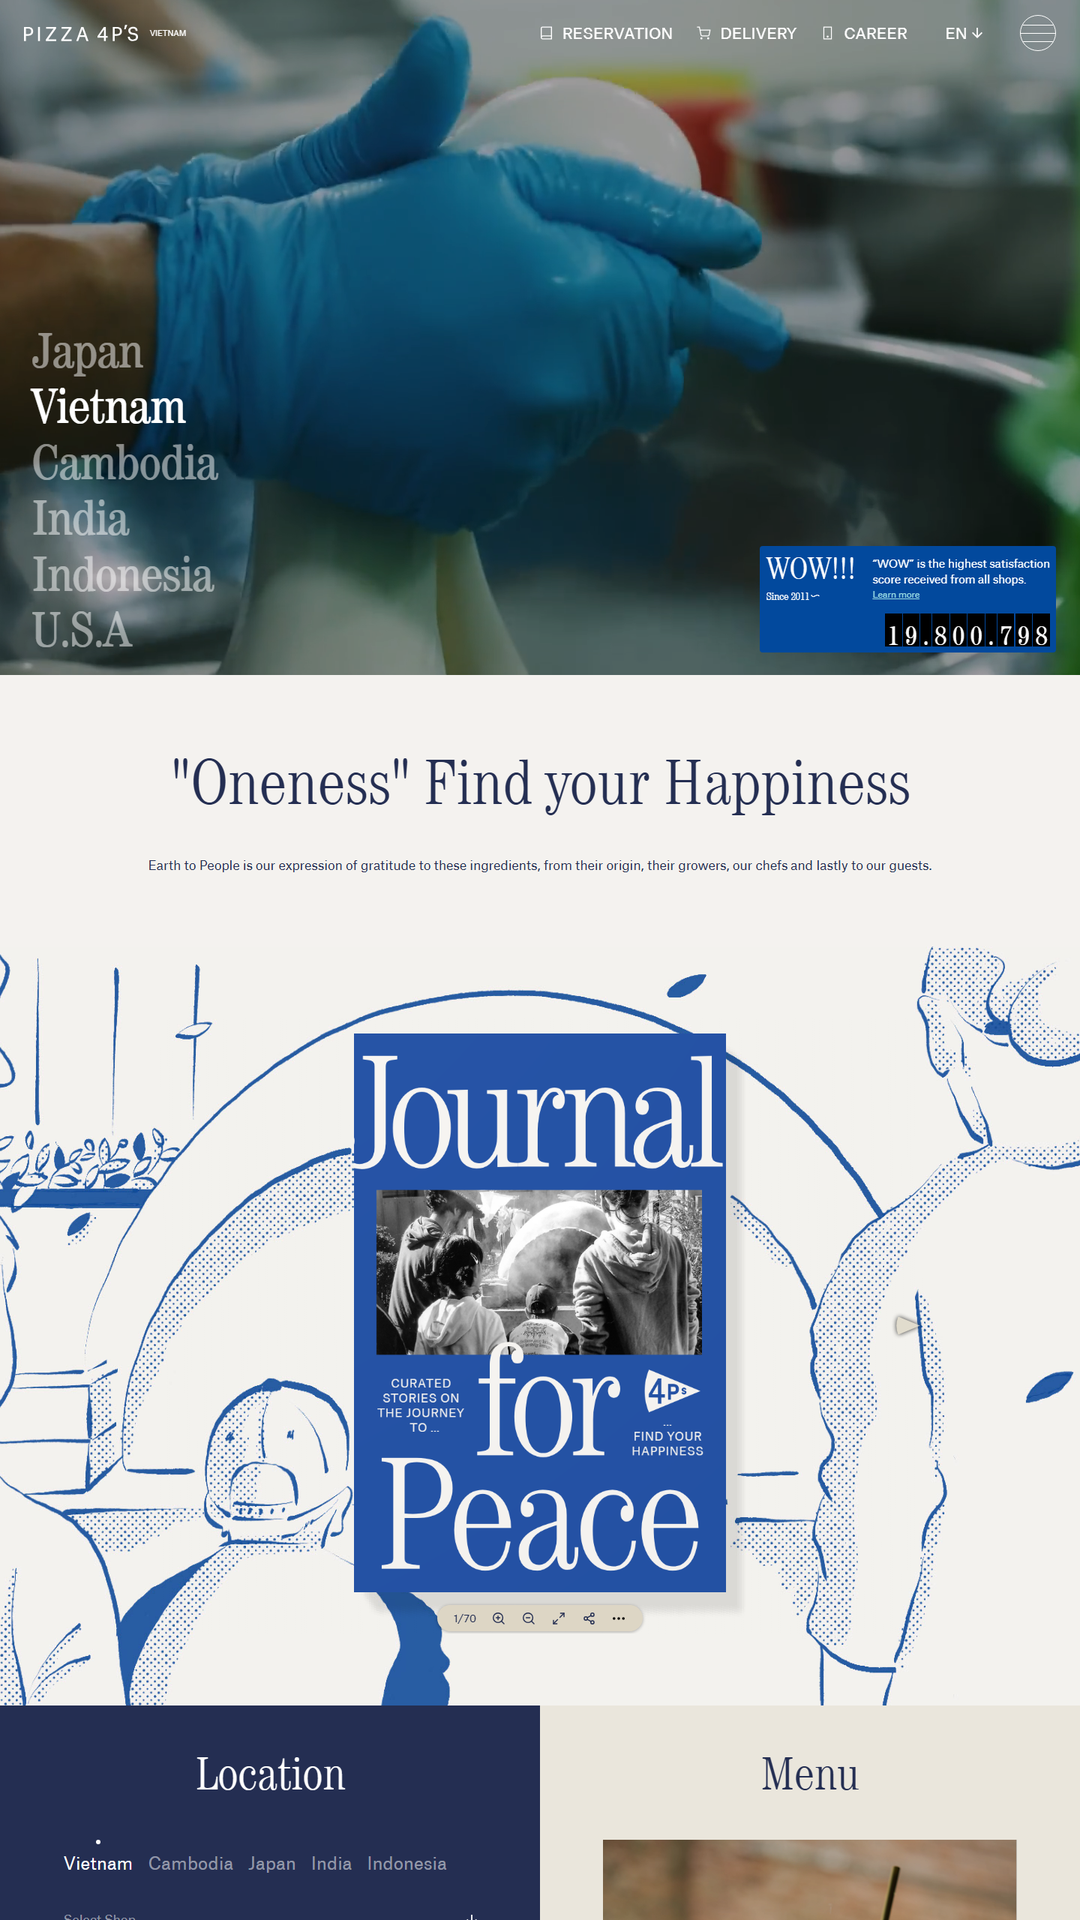 PIZZA 4P'S VIETNAM
RESERVATION
DELIVERY
CAREER
EN
Japan
Vietnam
Cambodia
India
Indonesia
U.S.A
WOW!!!
Since 2011
“WOW” is the highest satisfaction
score received from all shops.
Learn more
19.800.798
"Oneness" Find your Happiness
Earth to People is our expression of gratitude to these ingredients, from their origin, their growers, our chefs and lastly to our guests.
Journal
CURATED
STORIES ON
THE JOURNEY
TO ...
for
4Ps
...
FIND YOUR
HAPPINESS
Peace
1/70
Location
Vietnam Cambodia Japan India Indonesia
Select Shop
Menu